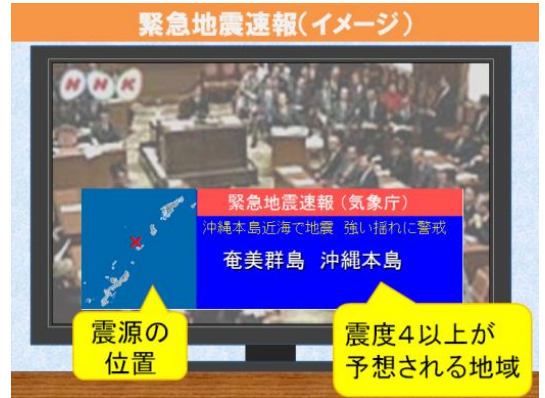 緊急地震速報(イメージ)
NHK
緊急地震速報(気象庁)
沖縄本島近海で地震 強い揺れに警戒
奄美群島 沖縄本島
震源の
位置
震度4以上が
予想される地域